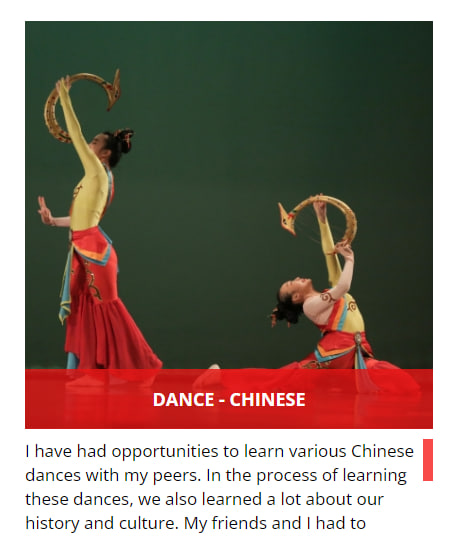 DANCE - CHINESE
I have had opportunities to learn various Chinese
dances with my peers. In the process of learning
these dances, we also learned a lot about our
history and culture. My friends and I had to